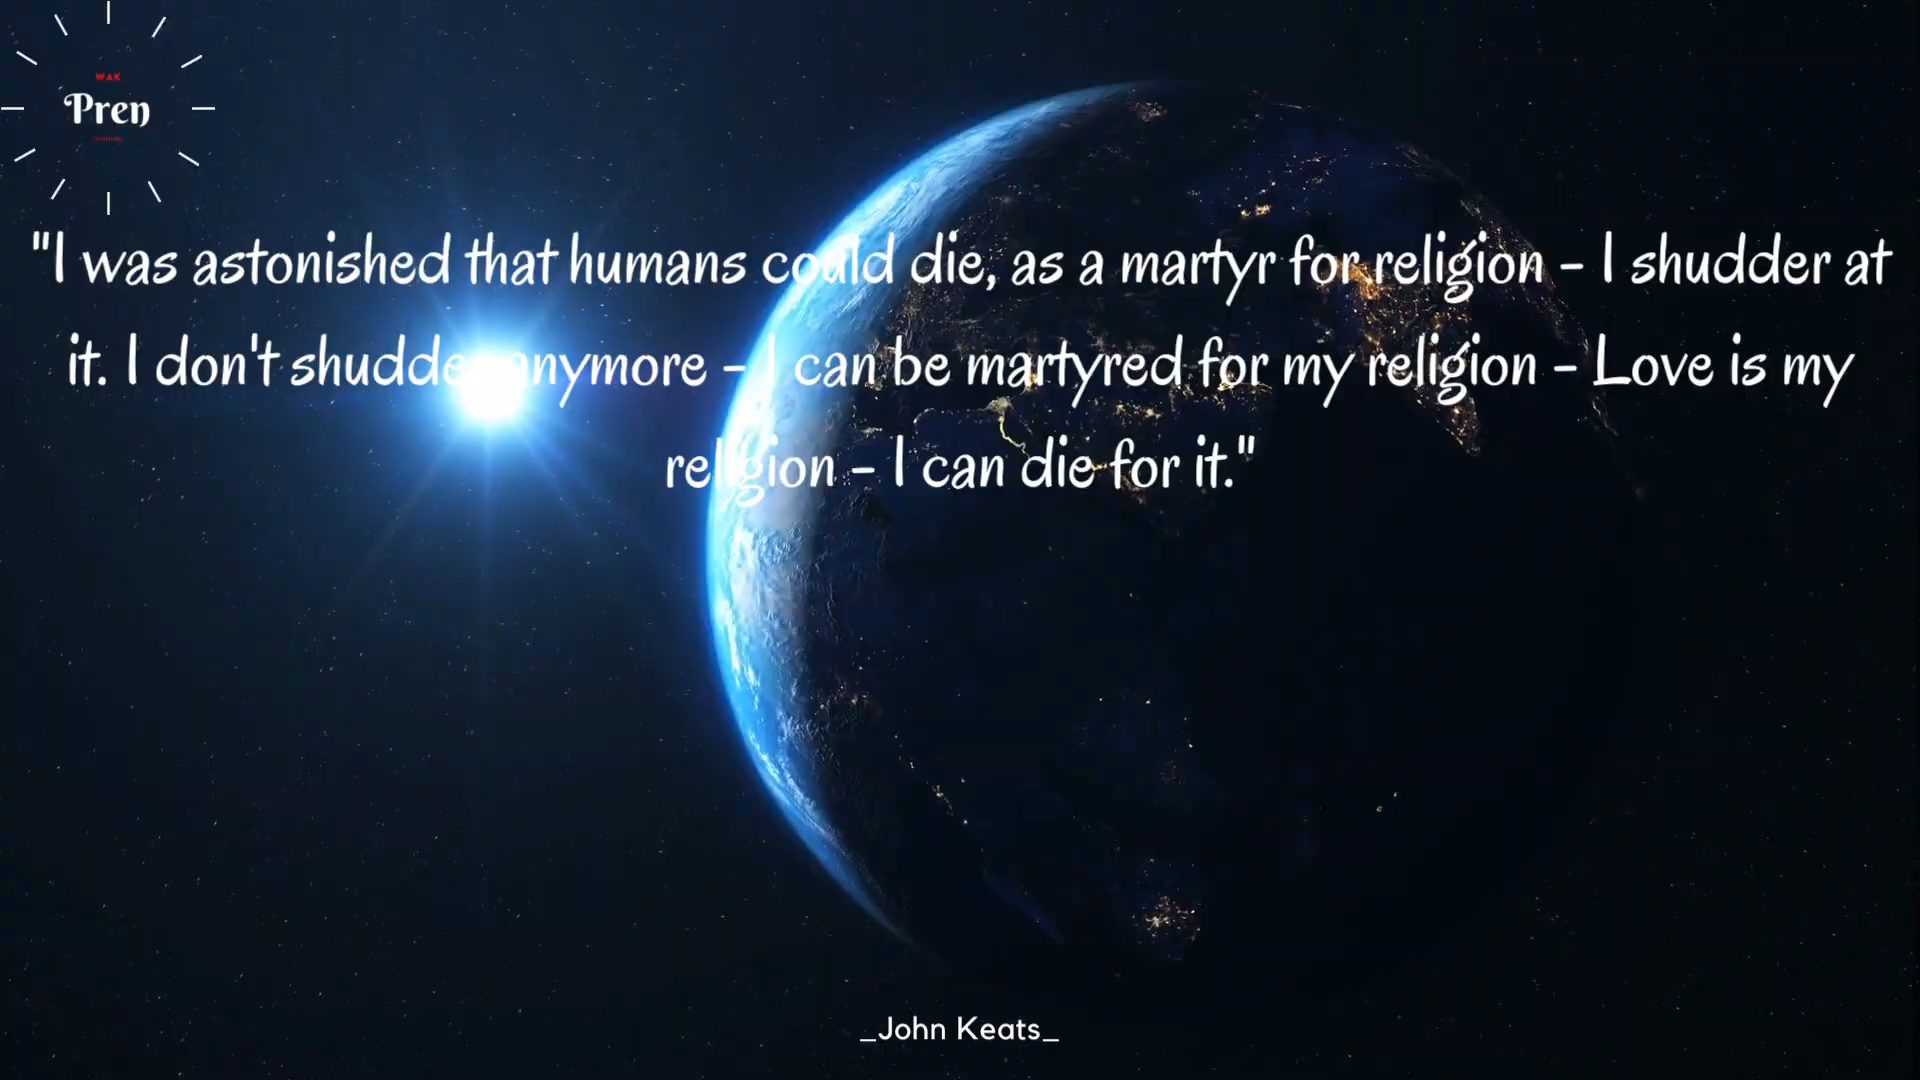 WAK
Pren
"I was astonished that humans could die, as a martyr for religion - I shudder at
it. I don't shudder anymore - I can be martyred for my religion - Love is my
religion - I can die for it."
_John Keats_